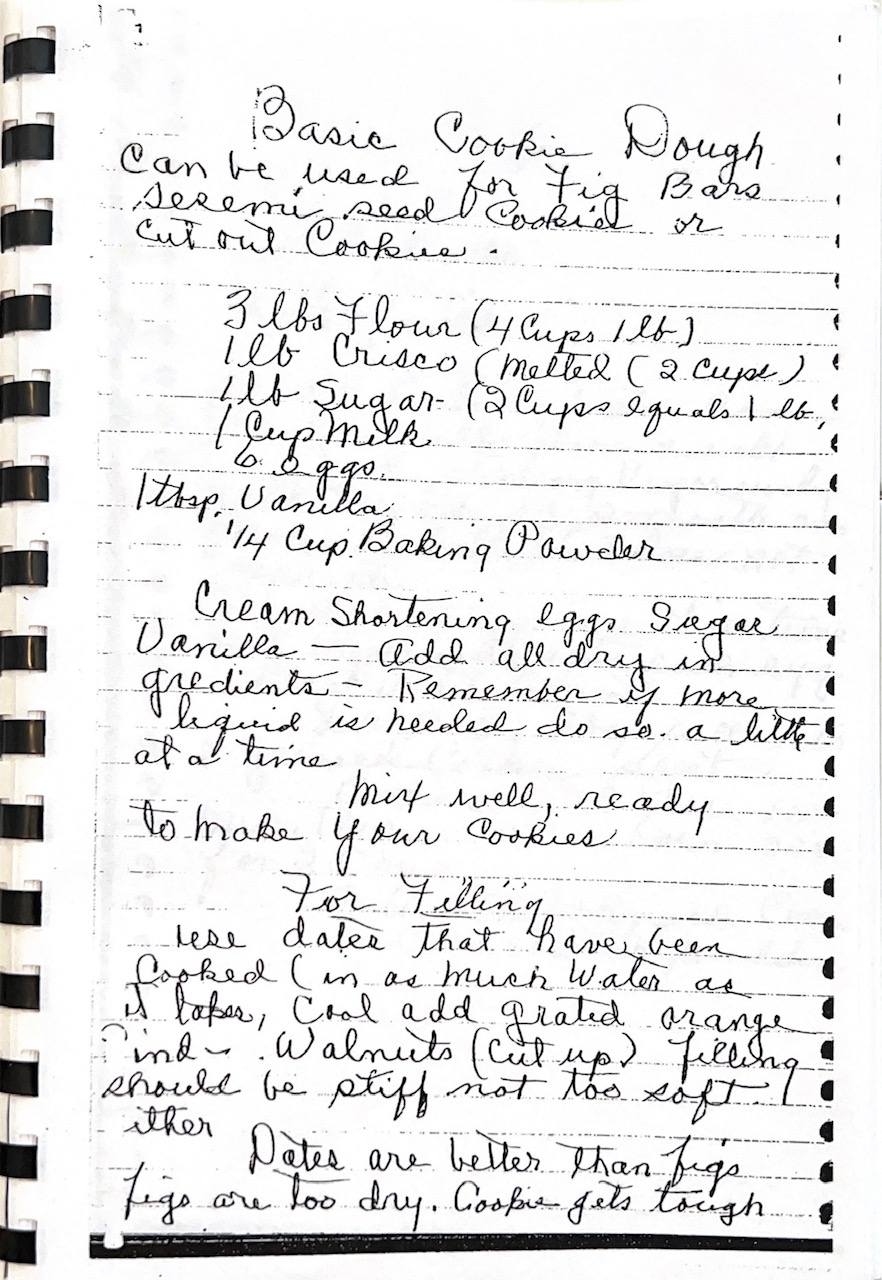 Basic Cookie Dough
Can be used for Fig Bars
Sesemi seed Cookies or
cut out Cookies.
3 lbs Flour (4 Cups 1 lb)
1 lb Crisco (Melted (2 Cups)
1 lb Sugar - (2 Cups equals 1 lb,
1 Cup Milk
6 eggs.
1 tbsp. Vanilla
1/4 Cup Baking Powder
Cream Shortening eggs Sugar
Vanilla — Add all dry in
gredients - Remember if more
liquid is needed do so. a little
at a time
Mix well, ready
to make your Cookies
For Filling
use dates that have been
Cooked (in as much Water as
it takes, Cool add grated orange
ind - . Walnuts (Cut up) filling
should be stiff not too soft.
ither
Dates are better than figs
figs are too dry. Cookie gets tough